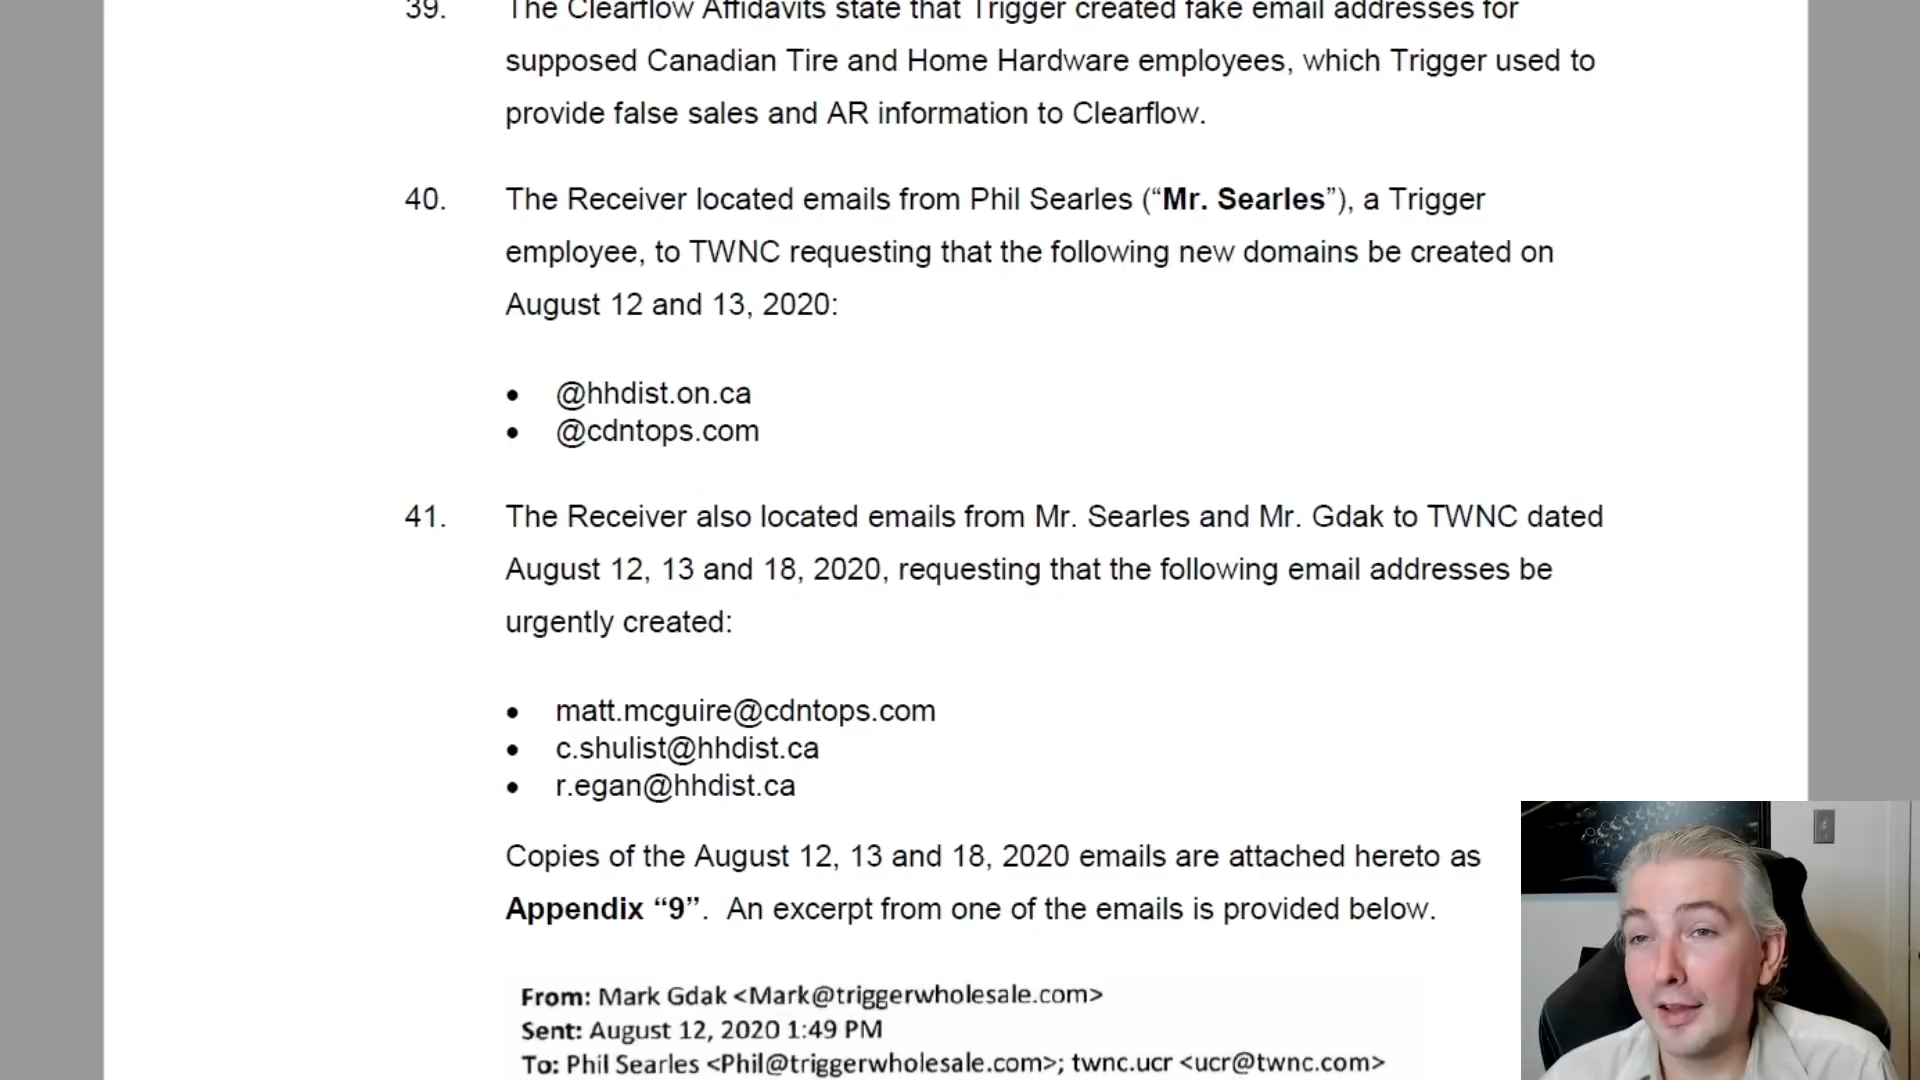 39. The Clearflow Affidavits state that Trigger created fake email addresses for
supposed Canadian Tire and Home Hardware employees, which Trigger used to
provide false sales and AR information to Clearflow.
40. The Receiver located emails from Phil Searles (“Mr. Searles”), a Trigger
employee, to TWNC requesting that the following new domains be created on
August 12 and 13, 2020:
• @hhdist.on.ca
• @cdntops.com
41. The Receiver also located emails from Mr. Searles and Mr. Gdak to TWNC dated
August 12, 13 and 18, 2020, requesting that the following email addresses be
urgently created:
• matt.mcguire@cdntops.com
• c.shulist@hhdist.ca
• r.egan@hhdist.ca
Copies of the August 12, 13 and 18, 2020 emails are attached hereto as
Appendix “9”. An excerpt from one of the emails is provided below.
From: Mark Gdak <Mark@triggerwholesale.com>
Sent: August 12, 2020 1:49 PM
To: Phil Searles <Phil@triggerwholesale.com>; twnc.ucr <ucr@twnc.com>